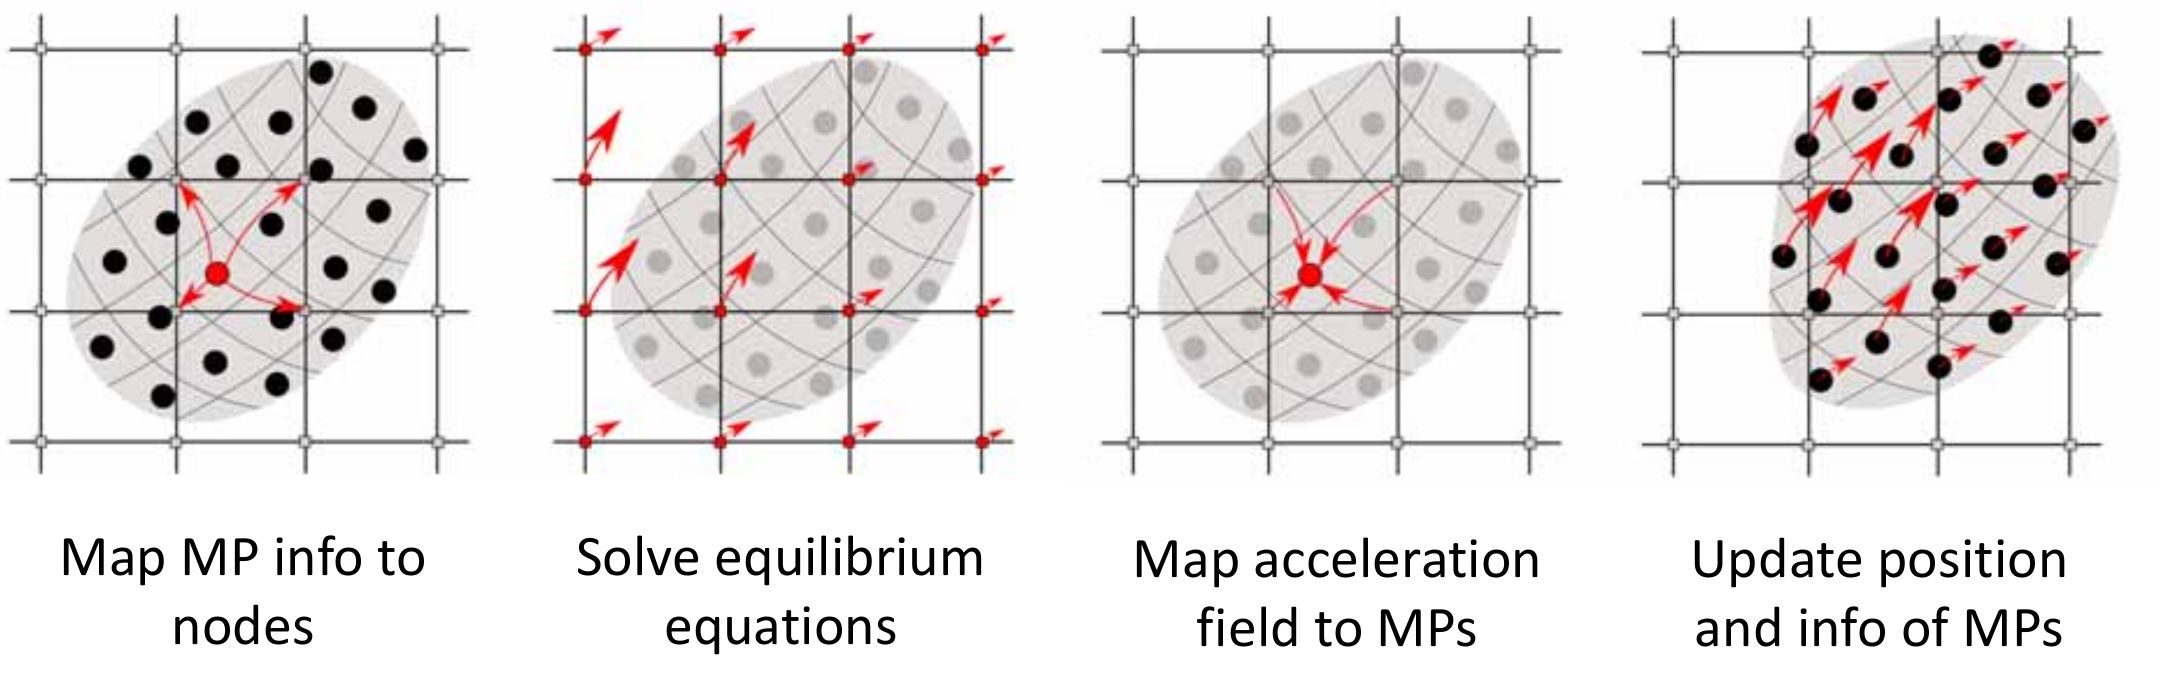 Map MP info to
nodes
Solve equilibrium
equations
Map acceleration
field to MPs
Update position
and info of MPs